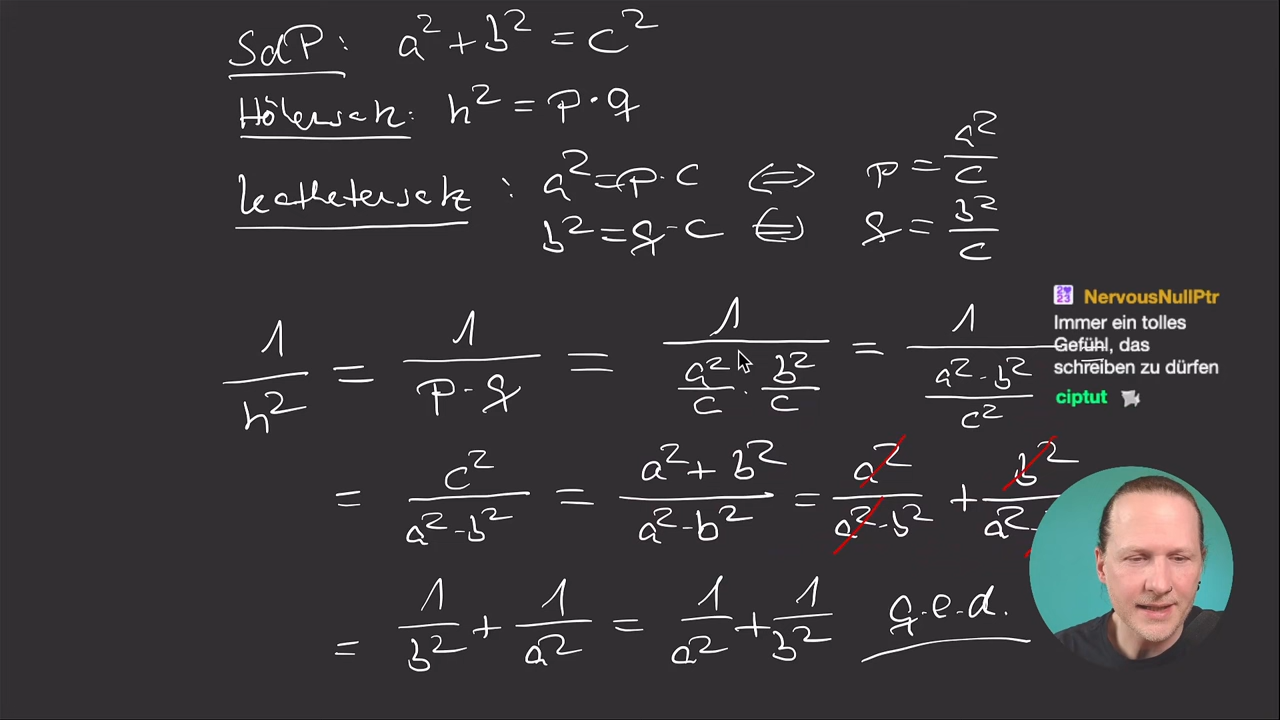 SdP: a² + b² = c²
Höhensatz: h² = p · q
Kathetensatz: a² = p · c ⇔ p = a²/c
b² = q · c ⇔ q = b²/c
1/h² = 1/(p · q) = 1/(a²/c · b²/c) = 1/((a² · b²)/c²)
= c²/(a² · b²) = (a² + b²)/(a² · b²) = a²/(a² · b²) + b²/(a² ·
= 1/b² + 1/a² = 1/a² + 1/b² q.e.d.
NervousNullPtr
Immer ein tolles
Gefühl, das
schreiben zu dürfen
ciptut